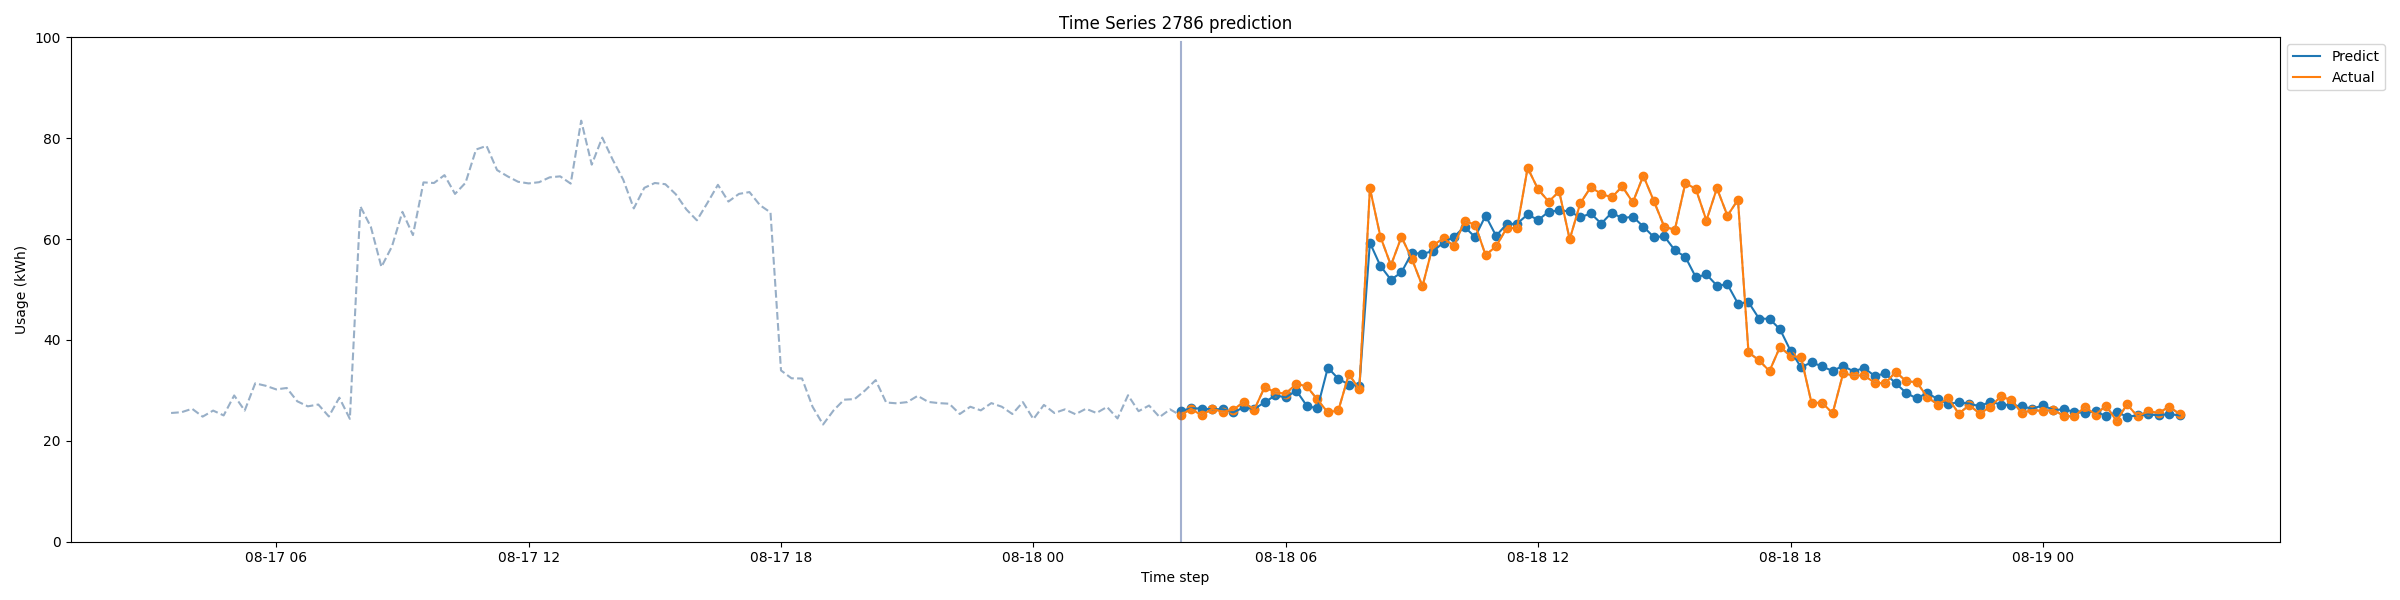 Time Series 2786 prediction
100
80
60
40
20
0
Usage (kWh)
08-17 06
08-17 12
08-17 18
08-18 00
08-18 06
08-18 12
08-18 18
08-19 00
Time step
Predict
Actual